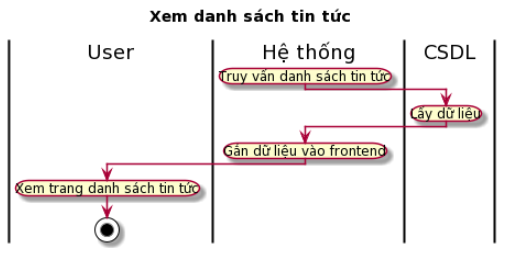 Xem danh sách tin tức
User
Hệ thống
CSDL
Truy vấn danh sách tin tức
Lấy dữ liệu
Gắn dữ liệu vào frontend
Xem trang danh sách tin tức